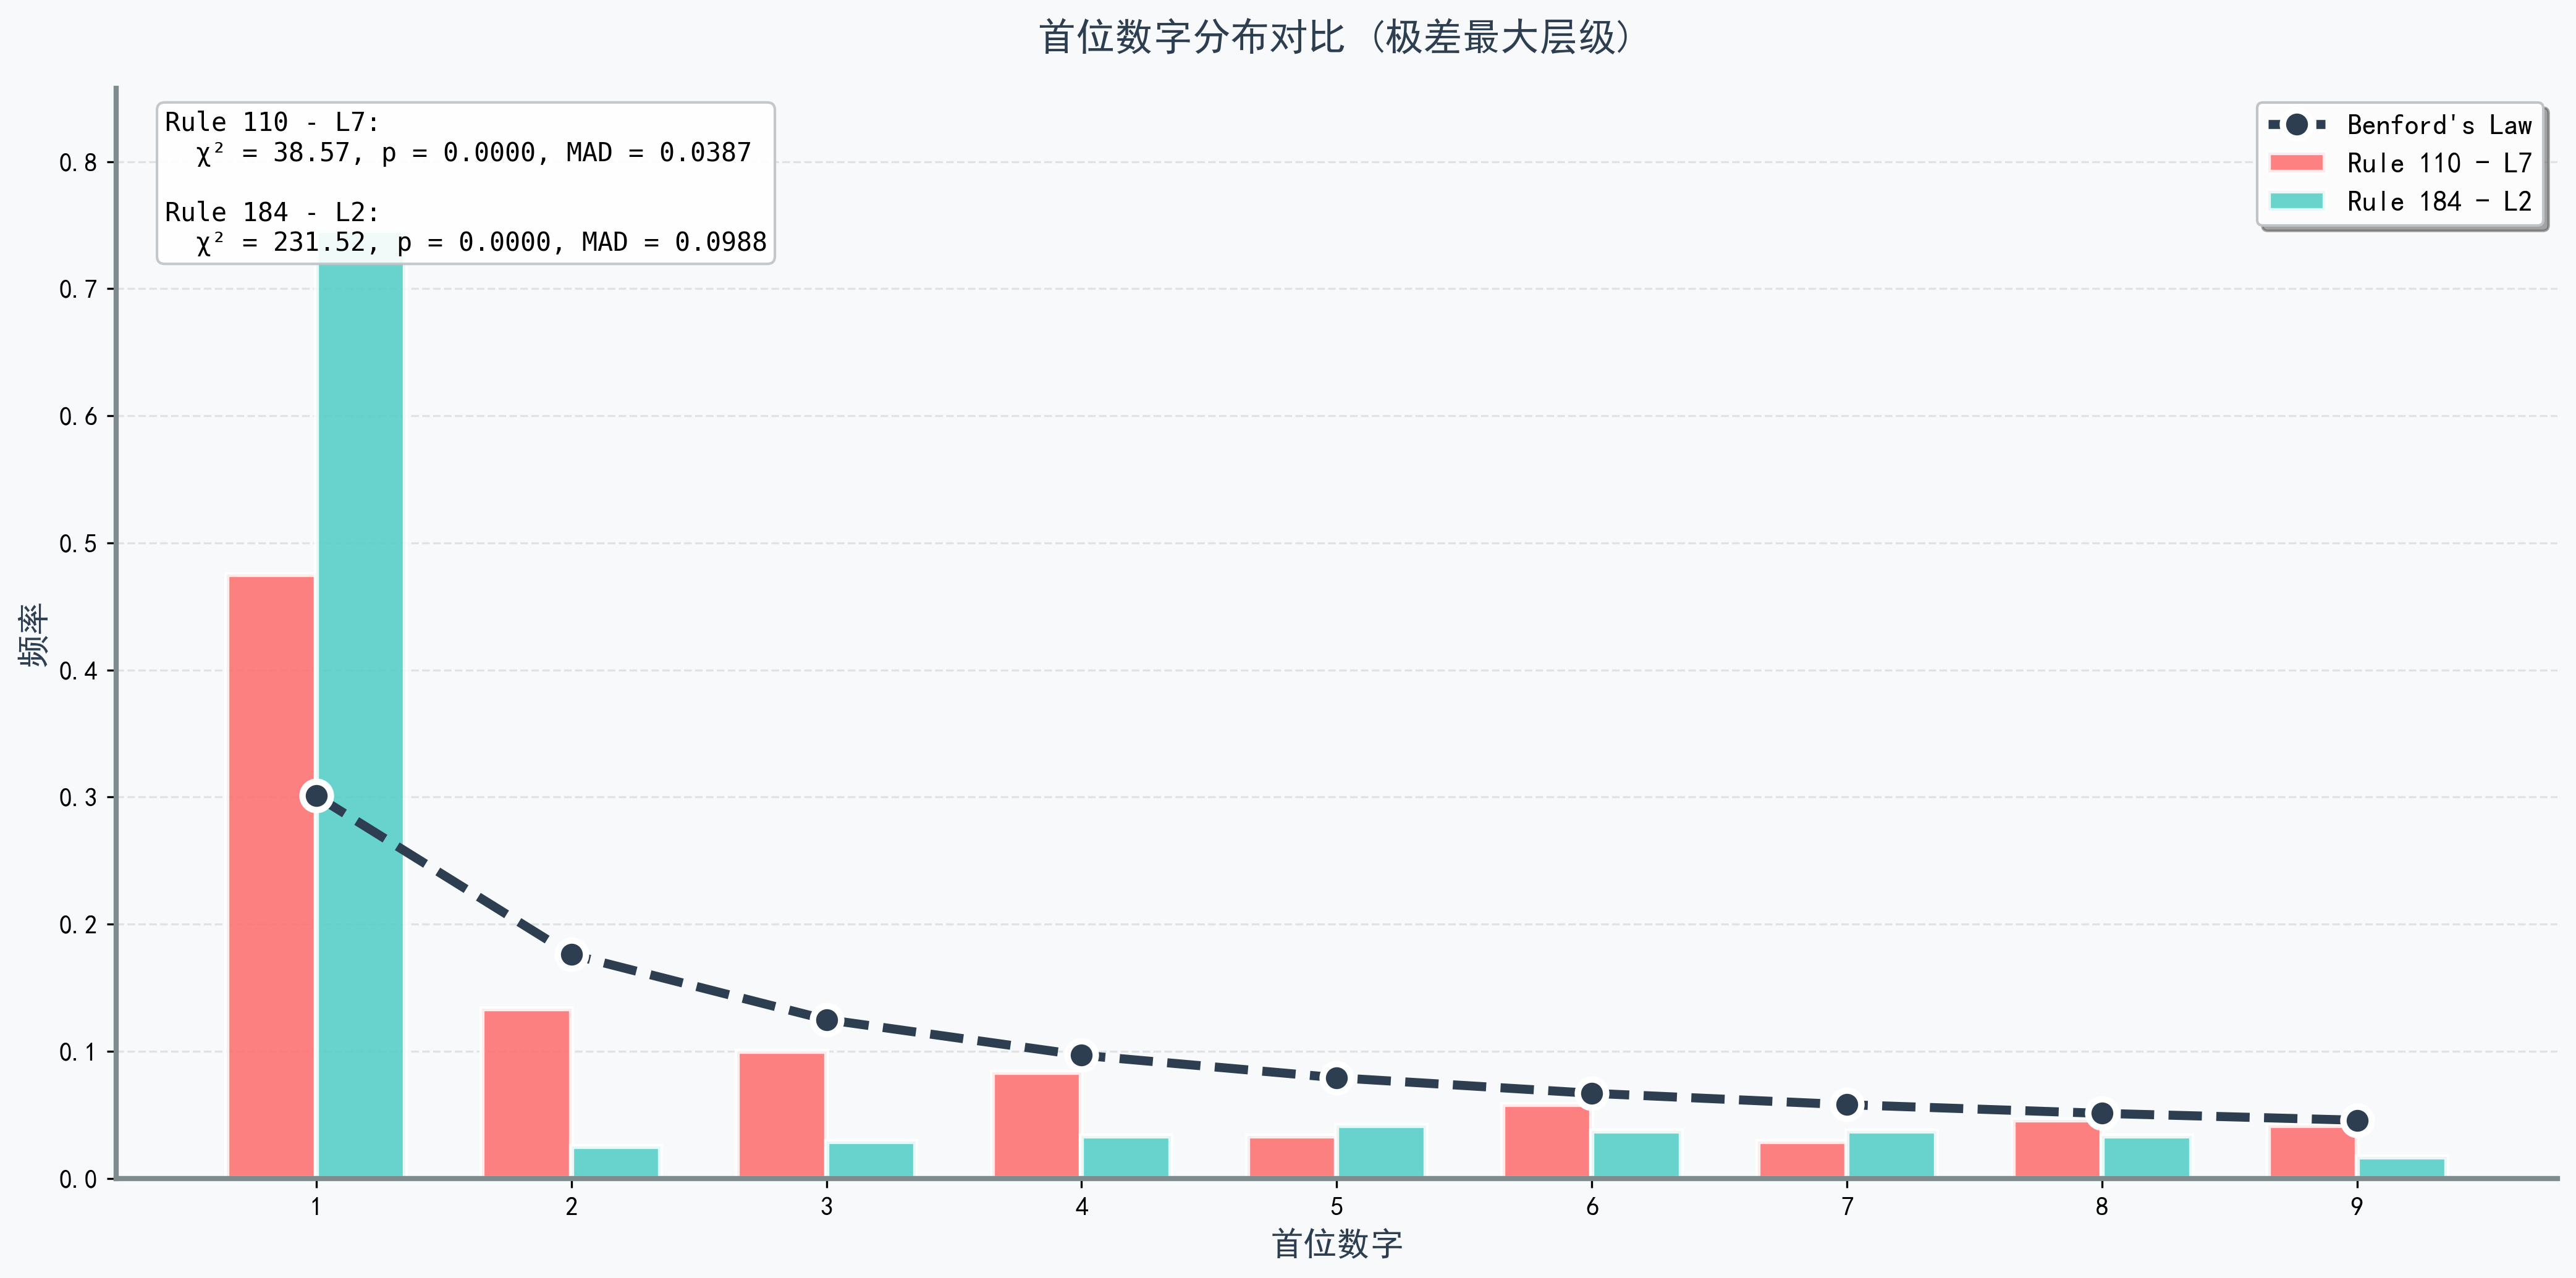 首位数字分布对比 (极差最大层级)
Rule 110 - L7:
χ² = 38.57, p = 0.0000, MAD = 0.0387
Rule 184 - L2:
χ² = 231.52, p = 0.0000, MAD = 0.0988
Benford's Law
Rule 110 - L7
Rule 184 - L2
频率
0.8
0.7
0.6
0.5
0.4
0.3
0.2
0.1
0.0
1 2 3 4 5 6 7 8 9
首位数字